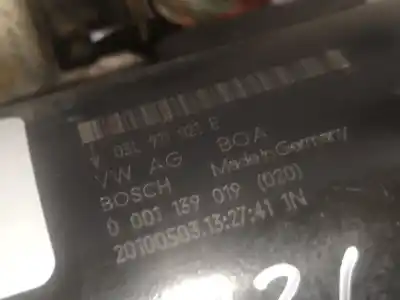 V 03L 911 021 E
VW AG BOA
BOSCH Made in Germany
0 001 139 019 (020)
20100503.13:27:41 1N